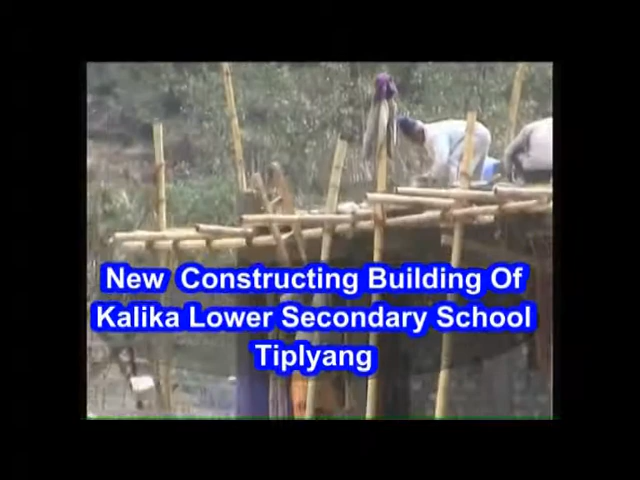 New Constructing Building Of
Kalika Lower Secondary School
Tiplyang